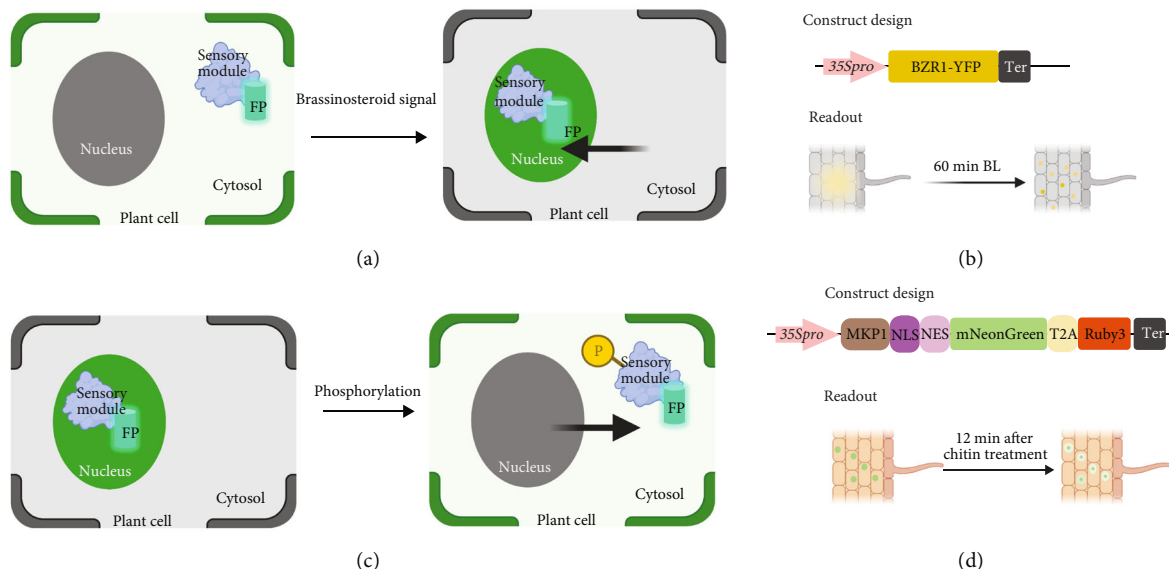 Sensory
module
FP
Nucleus
Cytosol
Plant cell
Brassinosteroid signal
Sensory
module
FP
Nucleus
Cytosol
Plant cell
(a)
Construct design
35Spro
BZR1-YFP
Ter
Readout
60 min BL
(b)
Sensory
module
FP
Nucleus
Cytosol
Plant cell
Phosphorylation
P
Sensory
module
FP
Nucleus
Cytosol
Plant cell
(c)
Construct design
35Spro
MKP1
NLS
NES
mNeonGreen
T2A
Ruby3
Ter
Readout
12 min after
chitin treatment
(d)